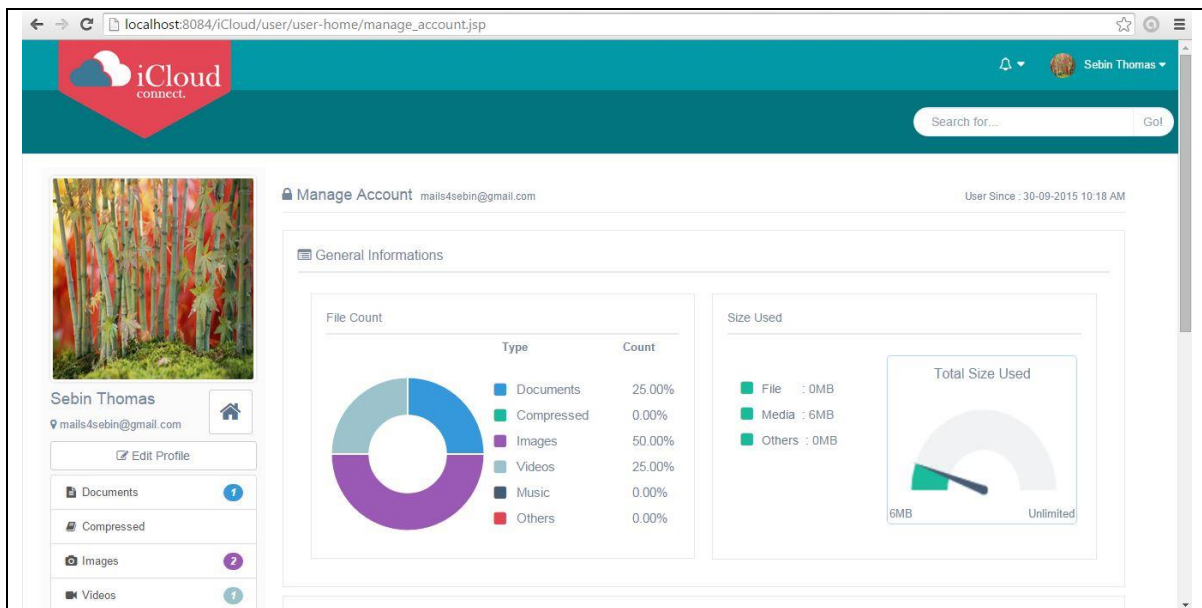 localhost:8084/iCloud/user/user-home/manage_account.jsp
iCloud
connect.
Sebin Thomas
Search for...
Go!
Sebin Thomas
mails4sebin@gmail.com
Edit Profile
Documents 1
Compressed
Images 2
Videos 1
Manage Account mails4sebin@gmail.com
User Since : 30-09-2015 10:18 AM
General Informations
File Count
Type Count
Documents 25.00%
Compressed 0.00%
Images 50.00%
Videos 25.00%
Music 0.00%
Others 0.00%
Size Used
File : 0MB
Media : 6MB
Others : 0MB
Total Size Used
6MB Unlimited